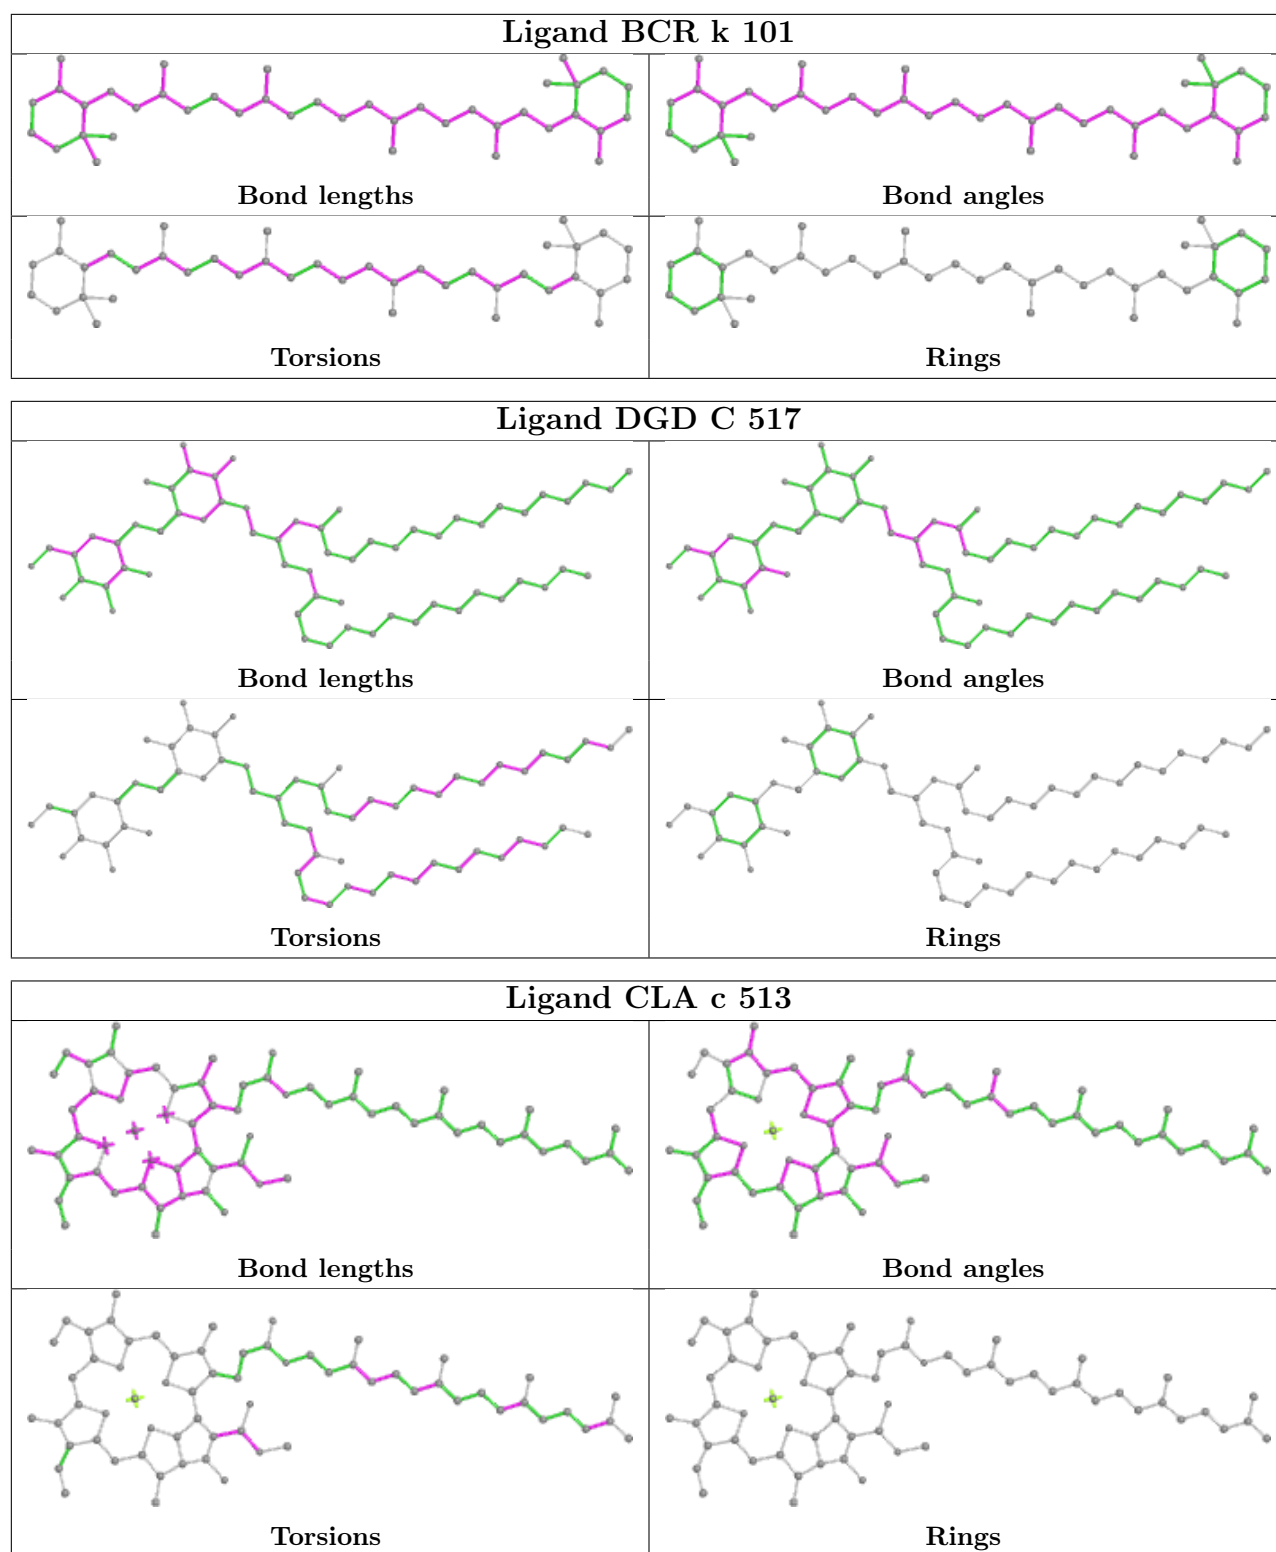 Ligand BCR k 101
Bond lengths
Bond angles
Torsions
Rings
Ligand DGD C 517
Bond lengths
Bond angles
Torsions
Rings
Ligand CLA c 513
Bond lengths
Bond angles
Torsions
Rings